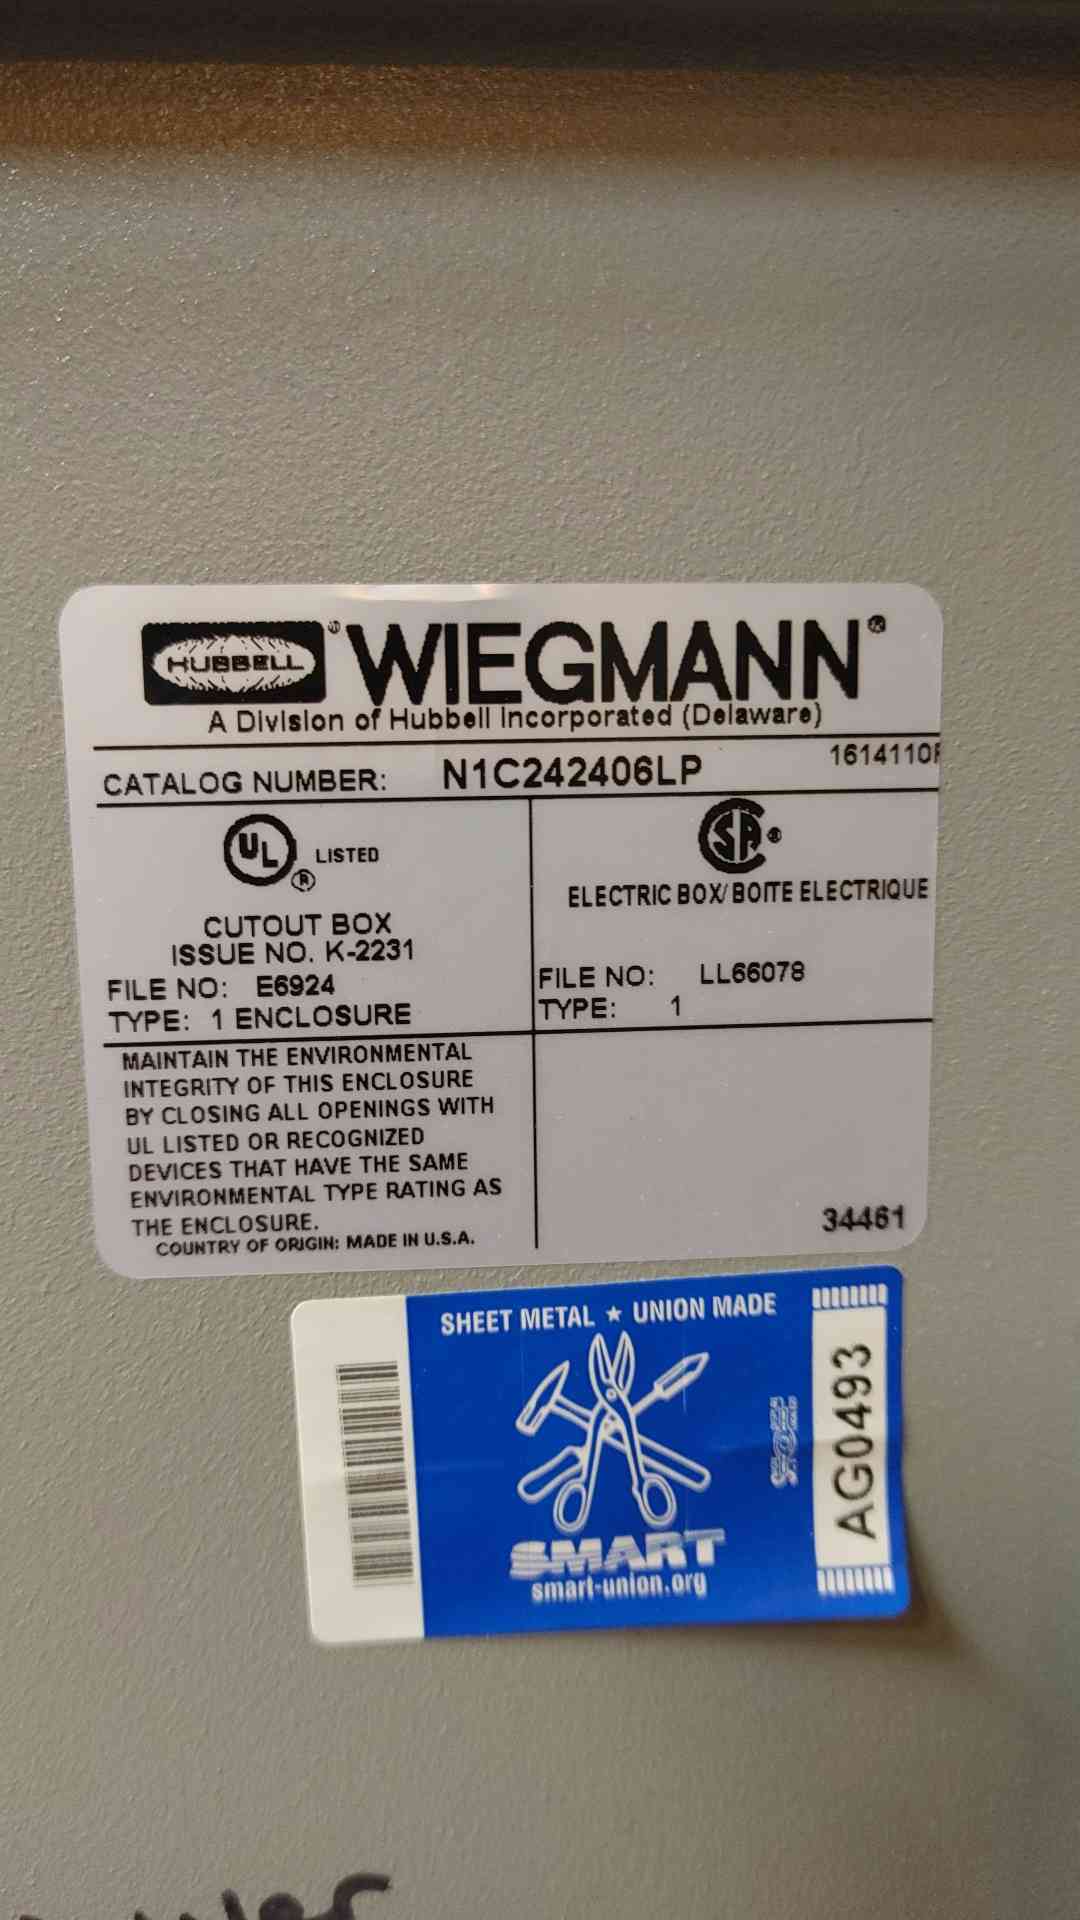 HUBBELL® WIEGMANN®
A Division of Hubbell Incorporated (Delaware)
1614110
CATALOG NUMBER: N1C242406LP
UL LISTED
®
CUTOUT BOX
ISSUE NO. K-2231
FILE NO: E6924
TYPE: 1 ENCLOSURE
SA ®
ELECTRIC BOX/BOITE ELECTRIQUE
FILE NO: LL66078
TYPE: 1
MAINTAIN THE ENVIRONMENTAL
INTEGRITY OF THIS ENCLOSURE
BY CLOSING ALL OPENINGS WITH
UL LISTED OR RECOGNIZED
DEVICES THAT HAVE THE SAME
ENVIRONMENTAL TYPE RATING AS
THE ENCLOSURE.
COUNTRY OF ORIGIN: MADE IN U.S.A.
34461
SHEET METAL ★ UNION MADE
SMART
smart-union.org
AG0493